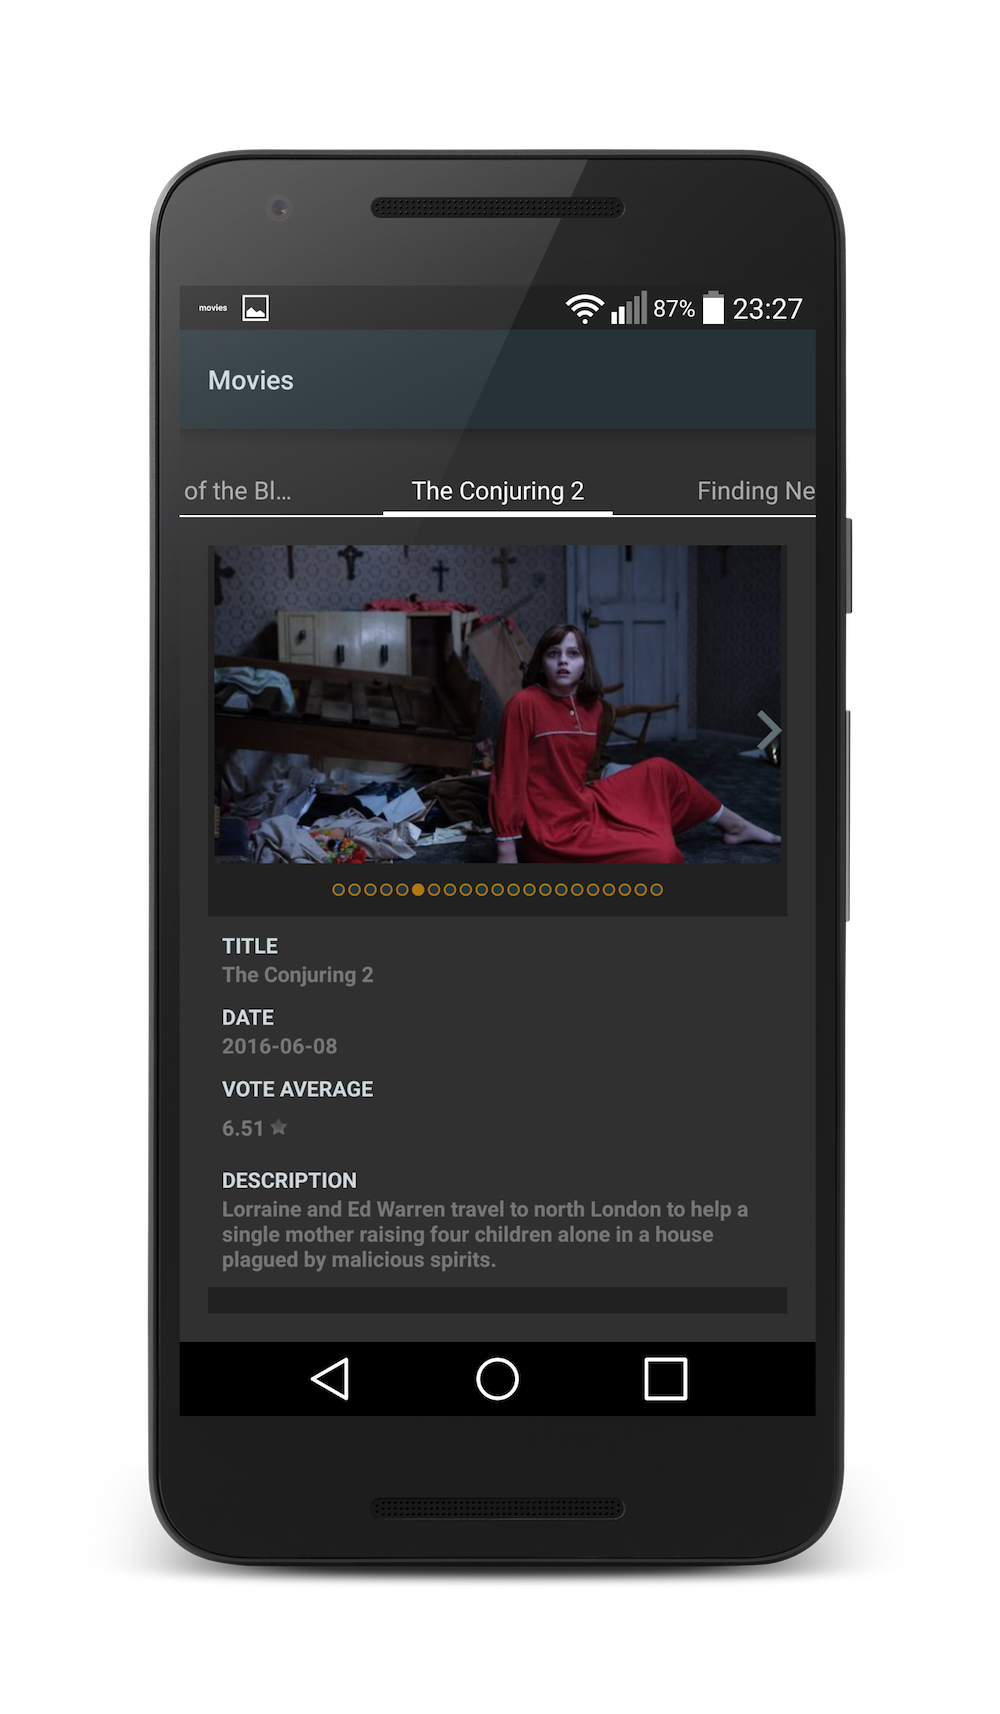 movies
87%
23:27
Movies
of the Bl...
The Conjuring 2
Finding Ne
TITLE
The Conjuring 2
DATE
2016-06-08
VOTE AVERAGE
6.51
DESCRIPTION
Lorraine and Ed Warren travel to north London to help a
single mother raising four children alone in a house
plagued by malicious spirits.